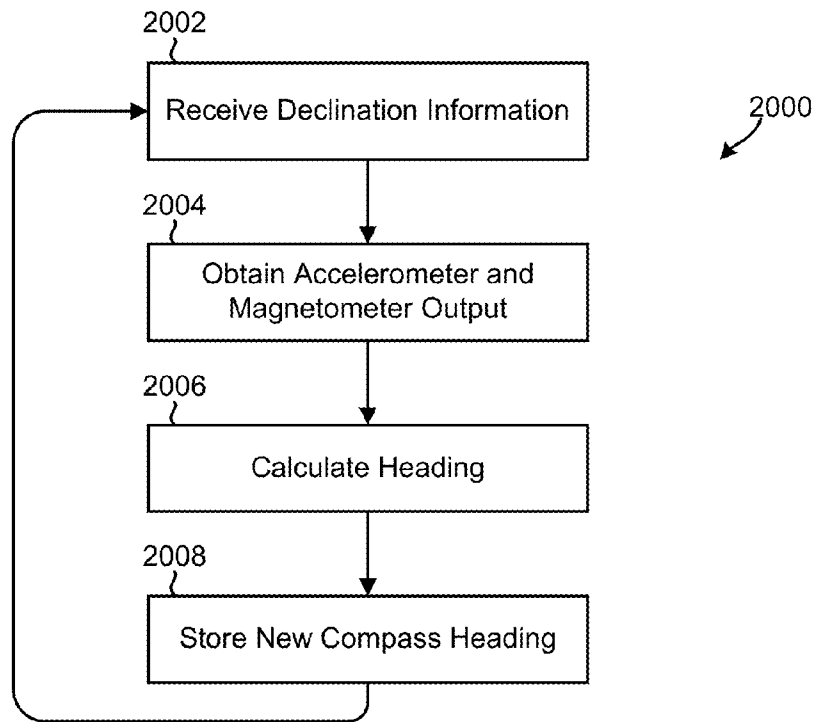 2002
Receive Declination Information
2000
2004
Obtain Accelerometer and
Magnetometer Output
2006
Calculate Heading
2008
Store New Compass Heading